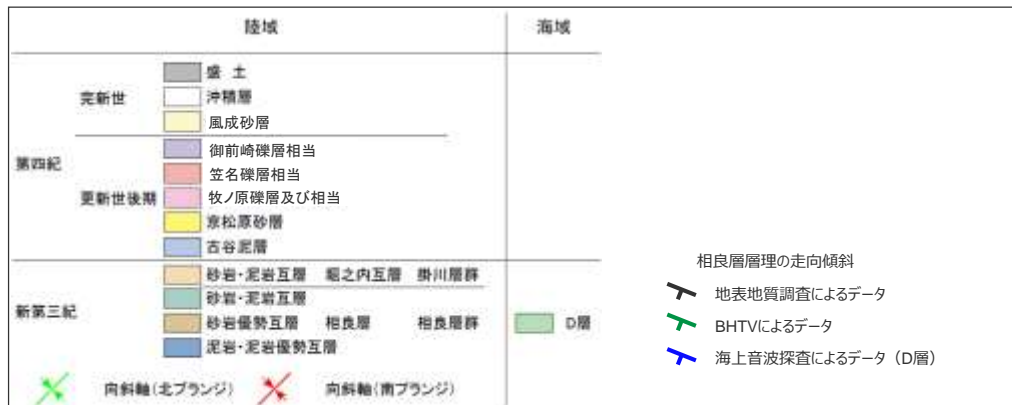 陸域 海域
盛 土
完新世 沖積層
風成砂層
第四紀 御前崎礫層相当
笠名礫層相当
更新世後期 牧ノ原礫層及び相当
京松原砂層
古谷泥層
相良層層理の走向傾斜
砂岩・泥岩互層 堀之内互層 掛川層群
地表地質調査によるデータ
新第三紀 砂岩・泥岩互層
砂岩優勢互層 相良層 相良層群 D層
BHTVによるデータ
泥岩・泥岩優勢互層
海上音波探査によるデータ（D層）
向斜軸(北プランジ) 向斜軸(南プランジ)